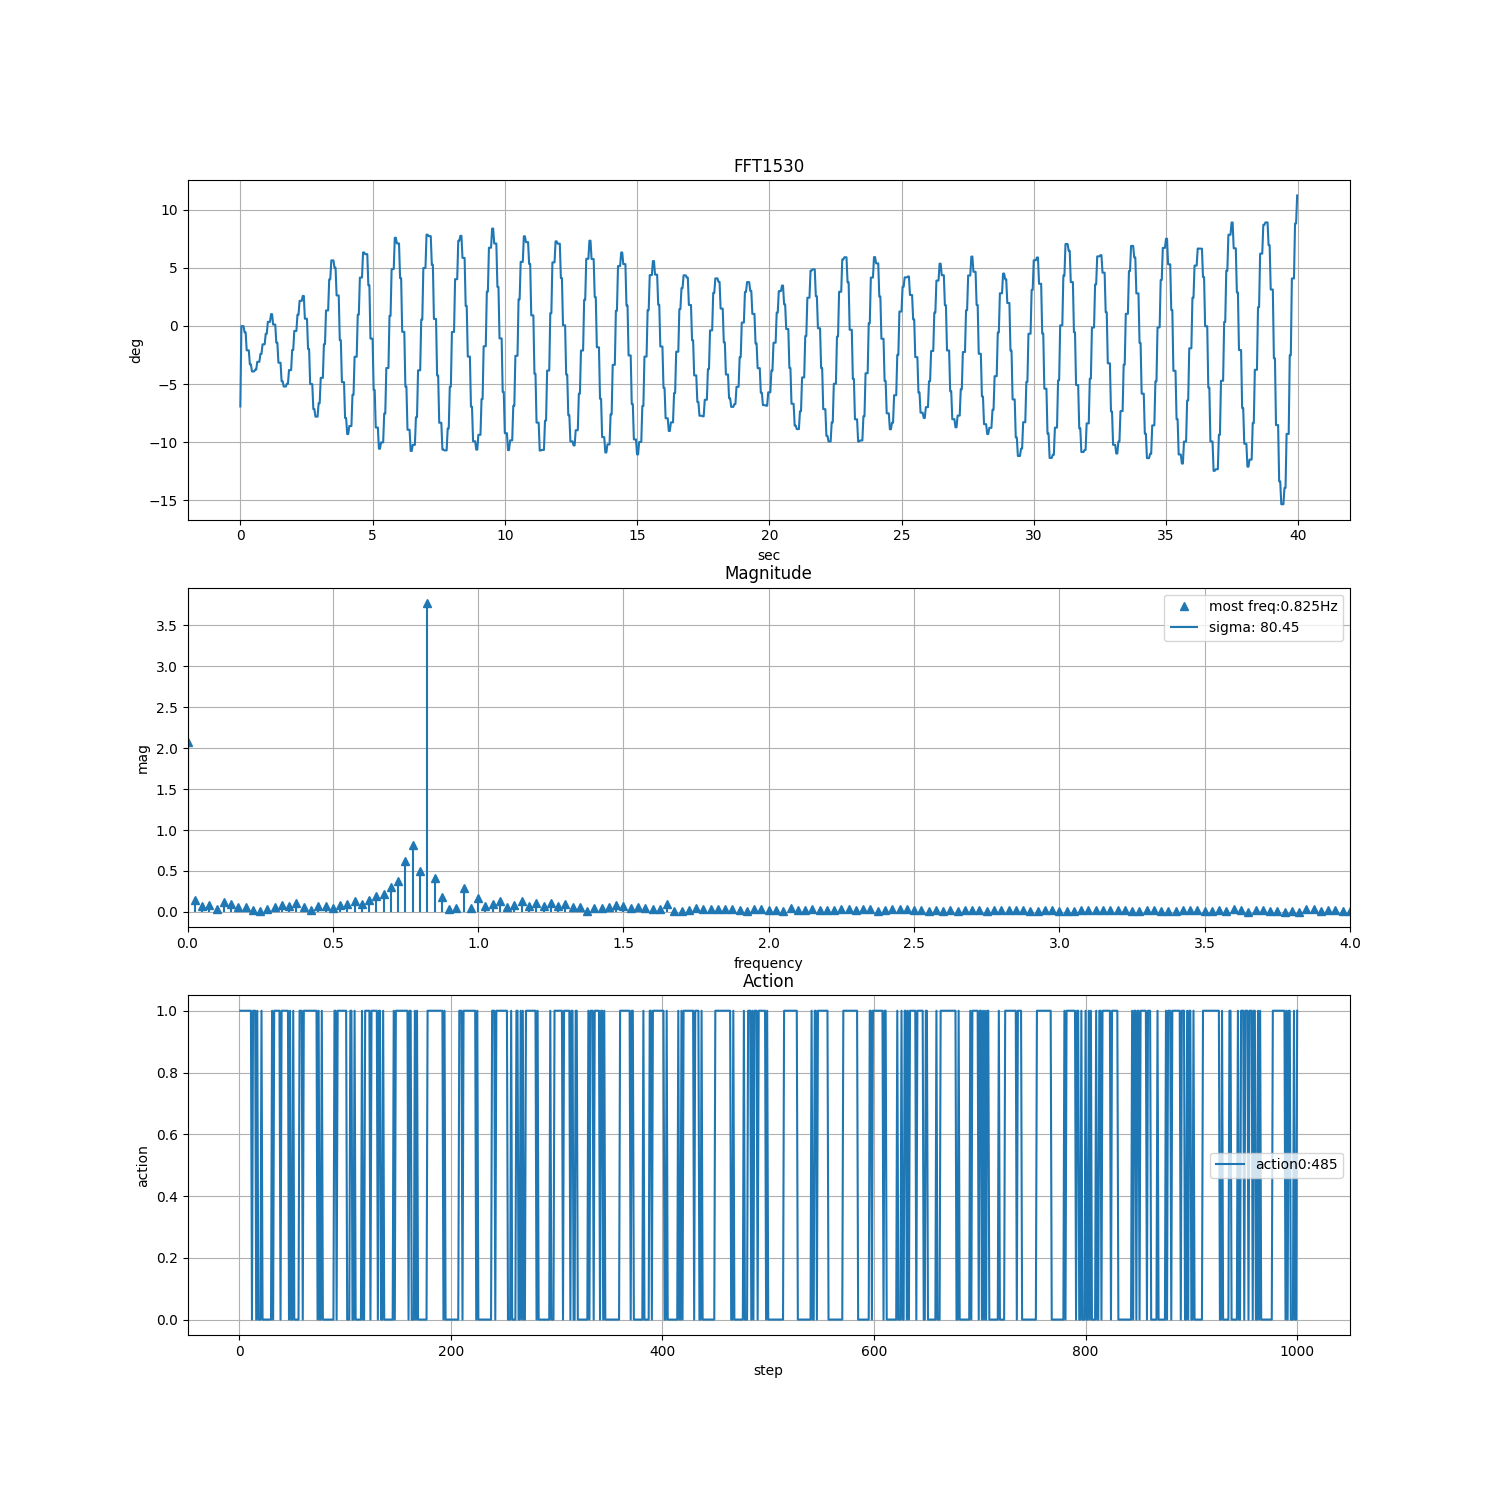 FFT1530
10
5
0
−5
−10
−15
deg
0 5 10 15 20 25 30 35 40
sec
Magnitude
most freq:0.825Hz
sigma: 80.45
3.5
3.0
2.5
2.0
1.5
1.0
0.5
0.0
mag
0.0 0.5 1.0 1.5 2.0 2.5 3.0 3.5 4.0
frequency
Action
1.0
0.8
0.6
0.4
0.2
0.0
action
action0:485
0 200 400 600 800 1000
step